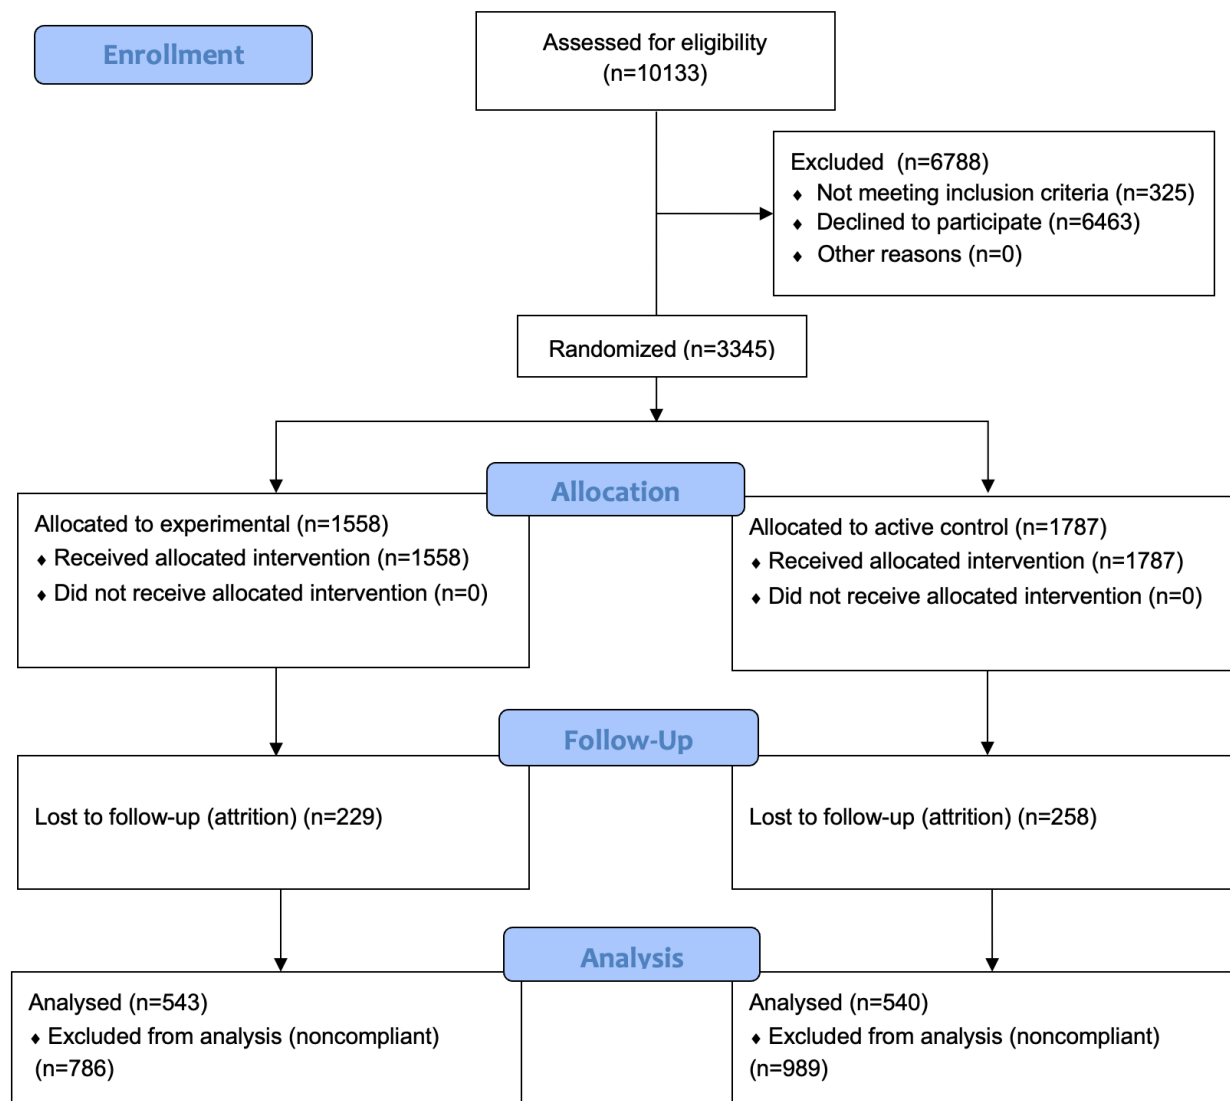 Enrollment
Assessed for eligibility
(n=10133)
Excluded  (n=6788)
♦ Not meeting inclusion criteria (n=325)
♦ Declined to participate (n=6463)
♦ Other reasons (n=0)
Randomized (n=3345)
Allocation
Allocated to experimental (n=1558)
♦ Received allocated intervention (n=1558)
♦ Did not receive allocated intervention (n=0)
Allocated to active control (n=1787)
♦ Received allocated intervention (n=1787)
♦ Did not receive allocated intervention (n=0)
Follow-Up
Lost to follow-up (attrition) (n=229)
Lost to follow-up (attrition) (n=258)
Analysis
Analysed (n=543)
♦ Excluded from analysis (noncompliant)
(n=786)
Analysed (n=540)
♦ Excluded from analysis (noncompliant)
(n=989)